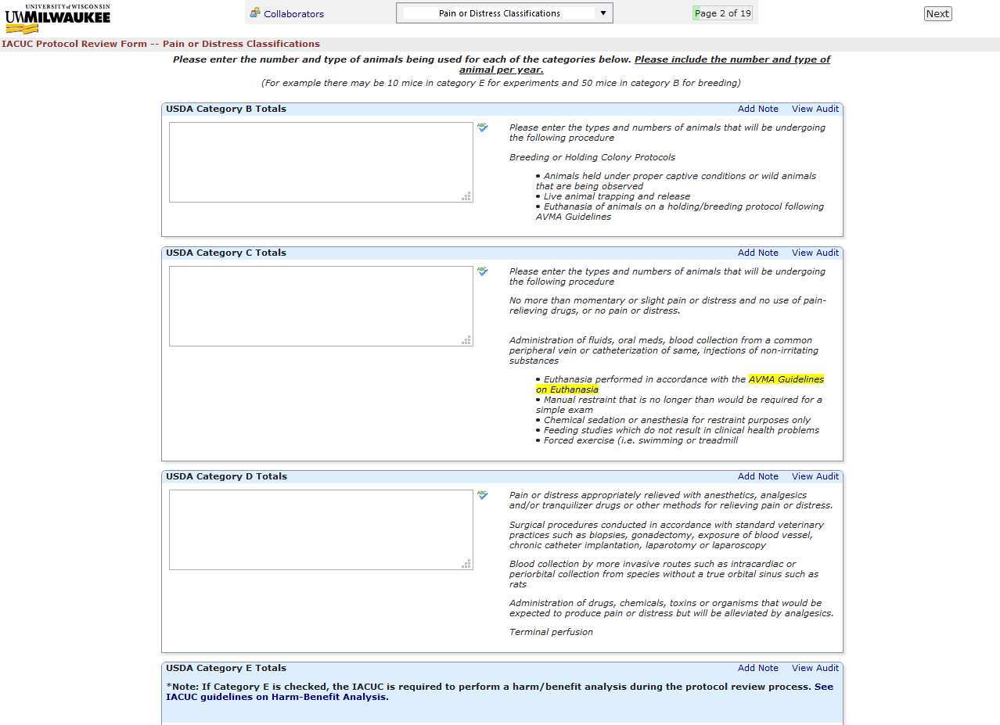 UNIVERSITY of WISCONSIN
UWMILWAUKEE
Collaborators
Pain or Distress Classifications
Page 2 of 19
Next
IACUC Protocol Review Form -- Pain or Distress Classifications
Please enter the number and type of animals being used for each of the categories below. Please include the number and type of
animal per year.
(For example there may be 10 mice in category E for experiments and 50 mice in category B for breeding)
USDA Category B Totals
Add Note View Audit
ABC
Please enter the types and numbers of animals that will be undergoing
the following procedure
Breeding or Holding Colony Protocols
• Animals held under proper captive conditions or wild animals
that are being observed
• Live animal trapping and release
• Euthanasia of animals on a holding/breeding protocol following
AVMA Guidelines
USDA Category C Totals
Add Note View Audit
ABC
Please enter the types and numbers of animals that will be undergoing
the following procedure
No more than momentary or slight pain or distress and no use of pain-
relieving drugs, or no pain or distress.
Administration of fluids, oral meds, blood collection from a common
peripheral vein or catheterization of same, injections of non-irritating
substances
• Euthanasia performed in accordance with the AVMA Guidelines
on Euthanasia
• Manual restraint that is no longer than would be required for a
simple exam
• Chemical sedation or anesthesia for restraint purposes only
• Feeding studies which do not result in clinical health problems
• Forced exercise (i.e. swimming or treadmill
USDA Category D Totals
Add Note View Audit
ABC
Pain or distress appropriately relieved with anesthetics, analgesics
and/or tranquilizer drugs or other methods for relieving pain or distress.
Surgical procedures conducted in accordance with standard veterinary
practices such as biopsies, gonadectomy, exposure of blood vessel,
chronic catheter implantation, laparotomy or laparoscopy
Blood collection by more invasive routes such as intracardiac or
periorbital collection from species without a true orbital sinus such as
rats
Administration of drugs, chemicals, toxins or organisms that would be
expected to produce pain or distress but will be alleviated by analgesics.
Terminal perfusion
USDA Category E Totals
Add Note View Audit
*Note: If Category E is checked, the IACUC is required to perform a harm/benefit analysis during the protocol review process. See
IACUC guidelines on Harm-Benefit Analysis.